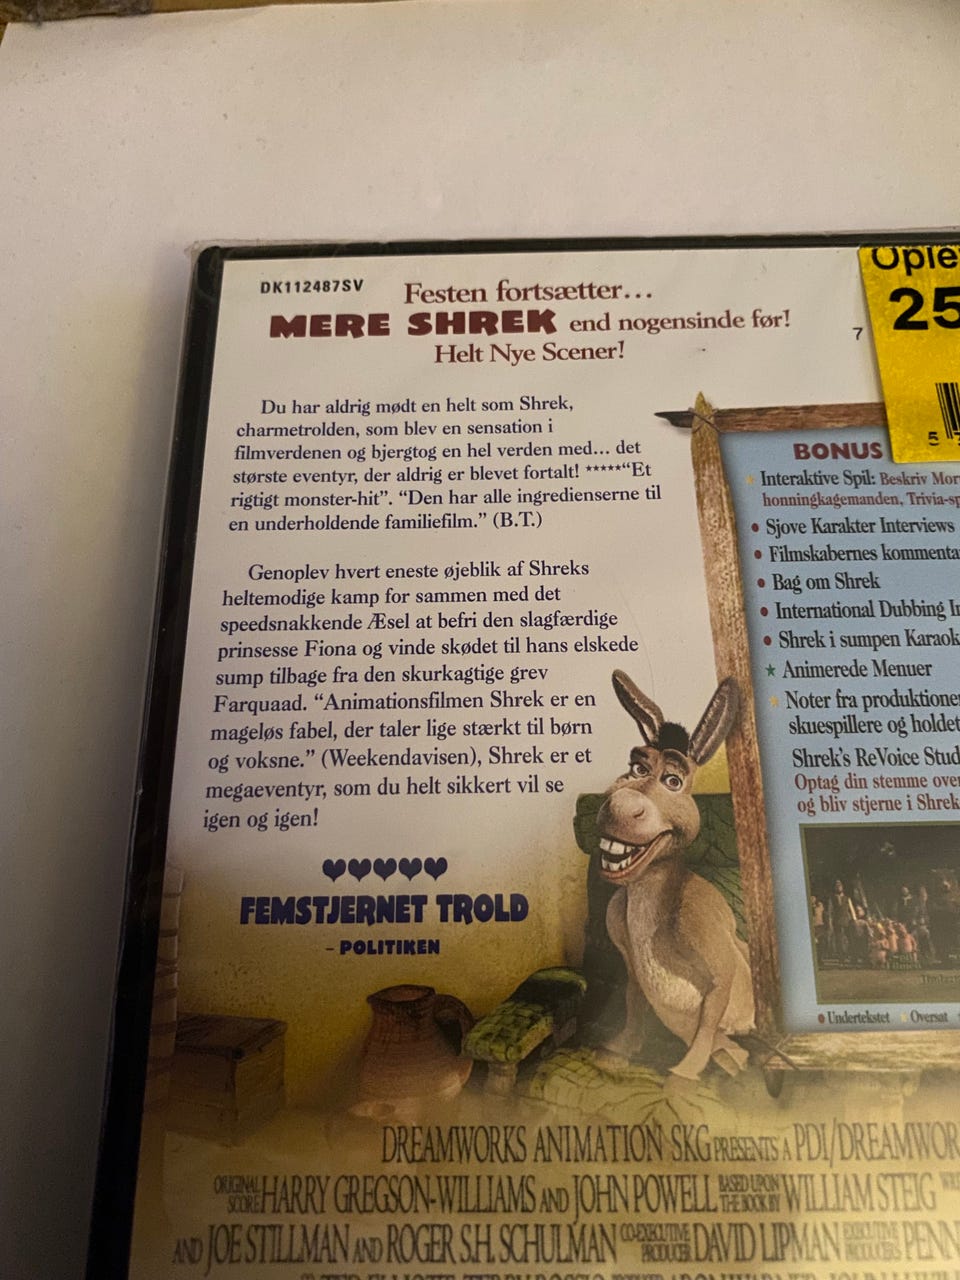 DK112487SV
Festen fortsætter...
MERE SHREK end nogensinde før!
Helt Nye Scener!
7
25
5
Du har aldrig mødt en helt som Shrek,
charmetrolden, som blev en sensation i
filmverdenen og bjergtog en hel verden med... det
største eventyr, der aldrig er blevet fortalt! *****“Et
rigtigt monster-hit”. “Den har alle ingredienserne til
en underholdende familiefilm.” (B.T.)
Genoplev hvert eneste øjeblik af Shreks
heltemodige kamp for sammen med det
speedsnakkende Æsel at befri den slagfærdige
prinsesse Fiona og vinde skødet til hans elskede
sump tilbage fra den skurkagtige grev
Farquaad. “Animationsfilmen Shrek er en
mageløs fabel, der taler lige stærkt til børn
og voksne.” (Weekendavisen), Shrek er et
megaeventyr, som du helt sikkert vil se
igen og igen!
FEMSTJERNET TROLD
- POLITIKEN
BONUS
Interaktive Spil: Beskriv
honningkagemanden,
• Sjove Karakter Interviews
• Filmskabernes
• Bag om Shrek
• International Dubbing
• Shrek i sumpen
★ Animerede Menuer
Noter fra
skuespillere og
Shrek's ReVoice
Optag din stemme
og bliv stjerne i Shrek
• Undertekstet Oversat
DREAMWORKS ANIMATION SKG PRESENTS A PDI/
ORIGINAL SCORE HARRY GREGSON-WILLIAMS AND JOHN POWELL BASED UPON THE BOOK BY WILLIAM STEIG
AND JOE STILLMAN AND ROGER S.H. SCHULMAN CO-EXECUTIVE PRODUCER DAVID LIPMAN EXECUTIVE PRODUCERS